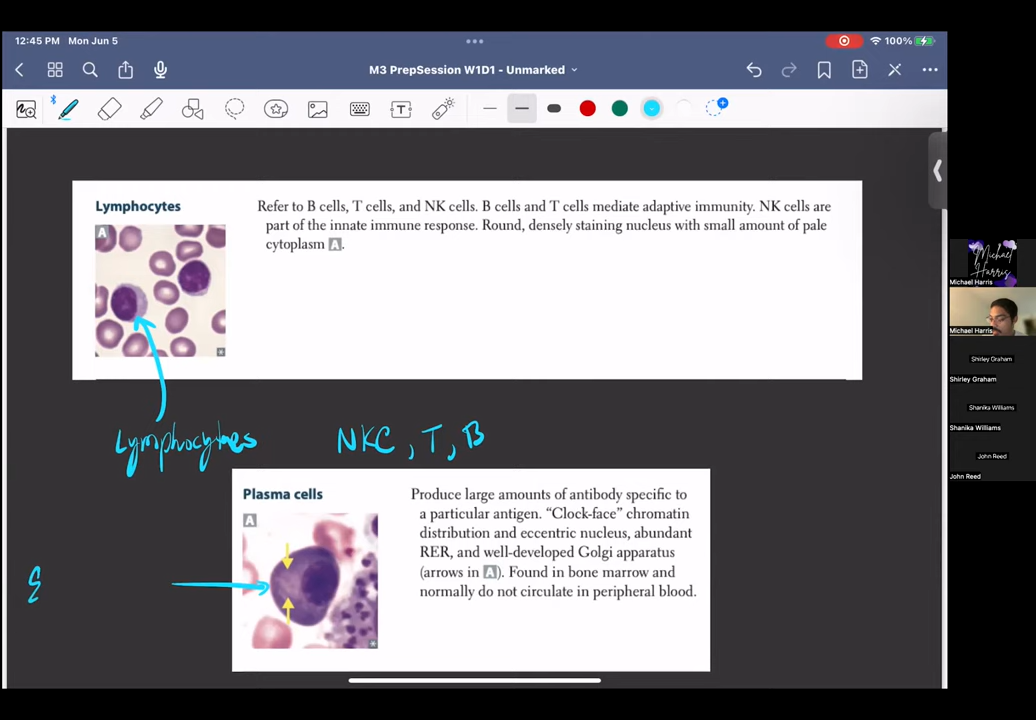 12:45 PM Mon Jun 5
100%
M3 PrepSession W1D1 - Unmarked
T
Lymphocytes
Refer to B cells, T cells, and NK cells. B cells and T cells mediate adaptive immunity. NK cells are
part of the innate immune response. Round, densely staining nucleus with small amount of pale
cytoplasm A.
A
Lymphocytes
NKC, T, B
Plasma cells
A
Produce large amounts of antibody specific to
a particular antigen. “Clock-face” chromatin
distribution and eccentric nucleus, abundant
RER, and well-developed Golgi apparatus
(arrows in A). Found in bone marrow and
normally do not circulate in peripheral blood.
Michael
Harris
Michael Harris
Michael Harris
Shirley Graham
Shirley Graham
Shanika Williams
Shanika Williams
John Reed
John Reed